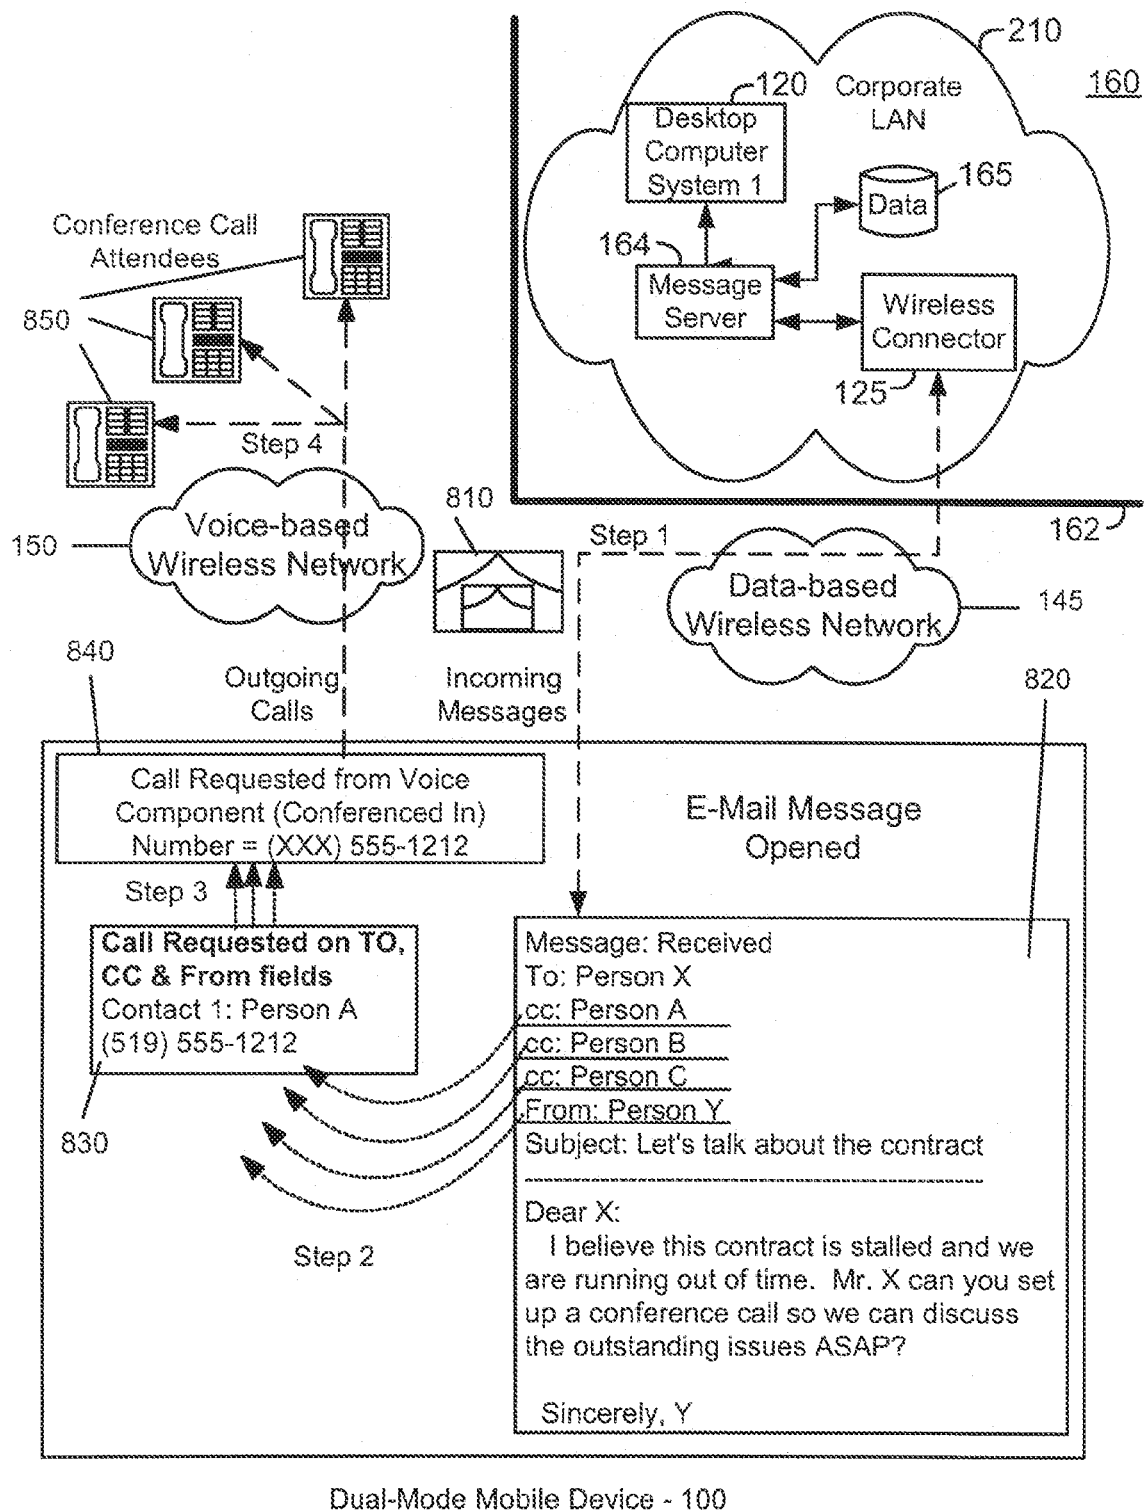 210
160
120
Corporate
LAN
Desktop
Computer
System 1
165
Data
164
Message
Server
Wireless
Connector
125
Conference Call
Attendees
850
Step 4
Voice-based
Wireless Network
150
810
Step 1
162
Data-based
Wireless Network
145
840
Outgoing
Calls
Incoming
Messages
820
Call Requested from Voice
Component (Conferenced In)
Number = (XXX) 555-1212
E-Mail Message
Opened
Step 3
Call Requested on TO,
CC & From fields
Contact 1: Person A
(519) 555-1212
830
Message: Received
To: Person X
cc: Person A
cc: Person B
cc: Person C
From: Person Y
Subject: Let's talk about the contract
Step 2
Dear X:
I believe this contract is stalled and we
are running out of time. Mr. X can you set
up a conference call so we can discuss
the outstanding issues ASAP?
Sincerely, Y
Dual-Mode Mobile Device - 100